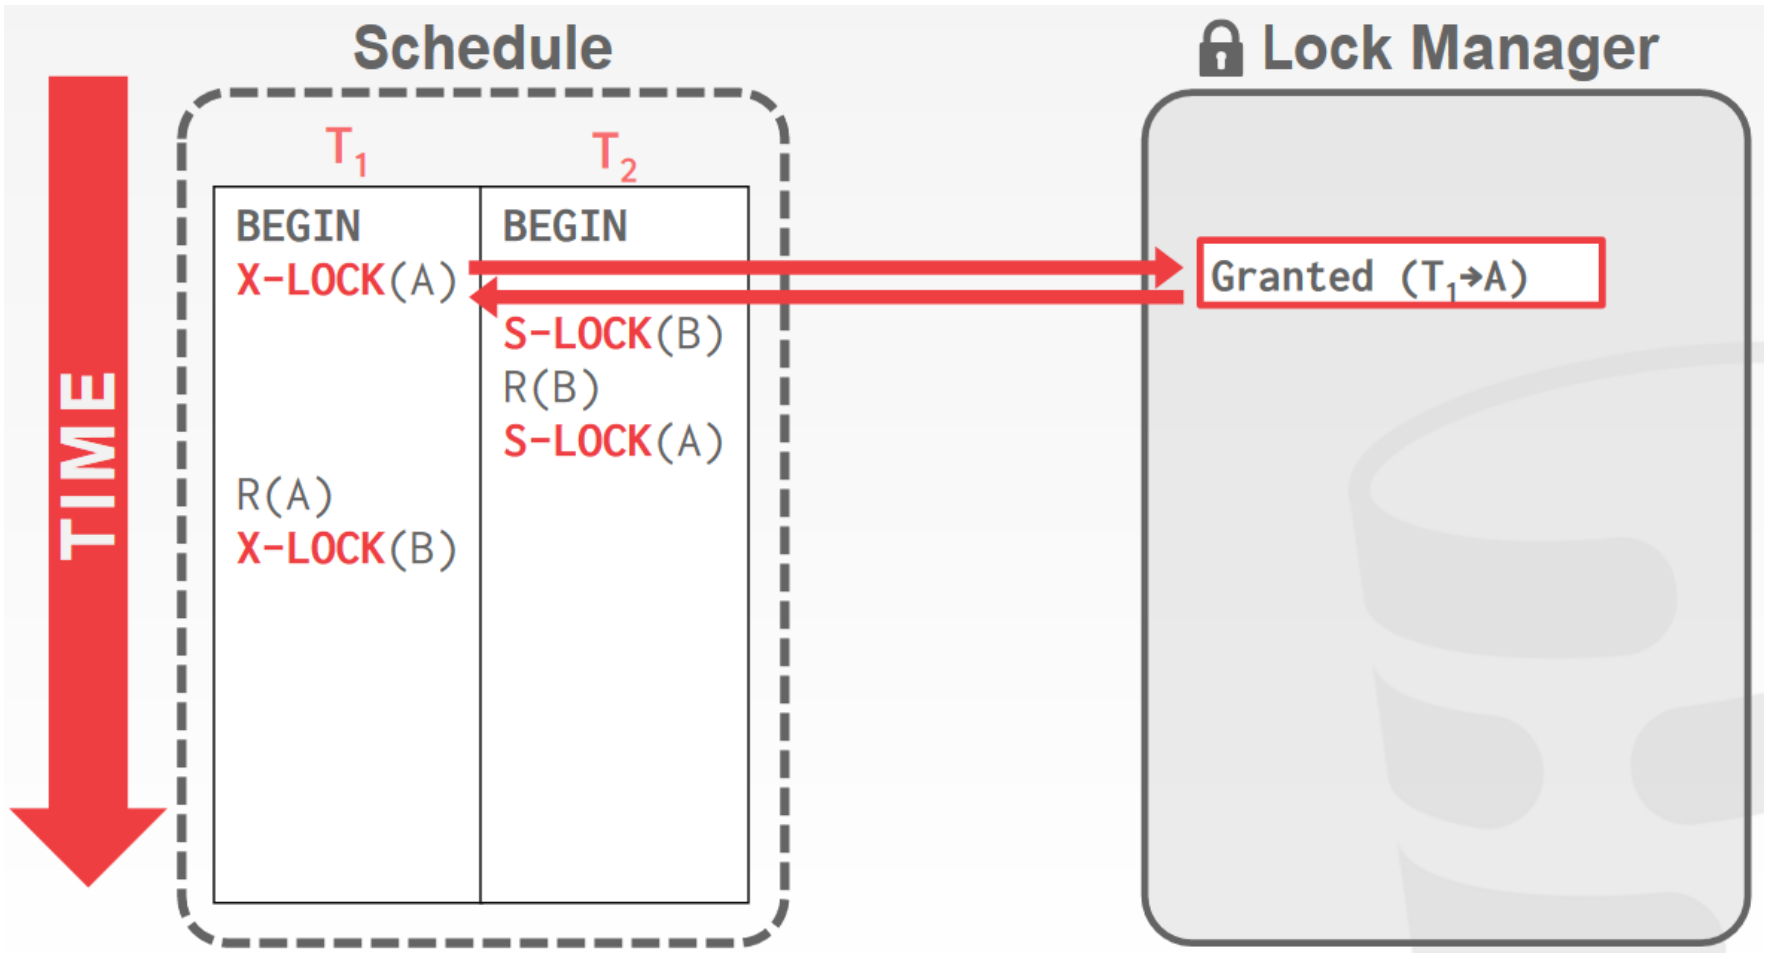 Schedule
Lock Manager
TIME
T1 T2
BEGIN BEGIN
X-LOCK(A)
Granted (T1→A)
S-LOCK(B)
R(B)
S-LOCK(A)
R(A)
X-LOCK(B)